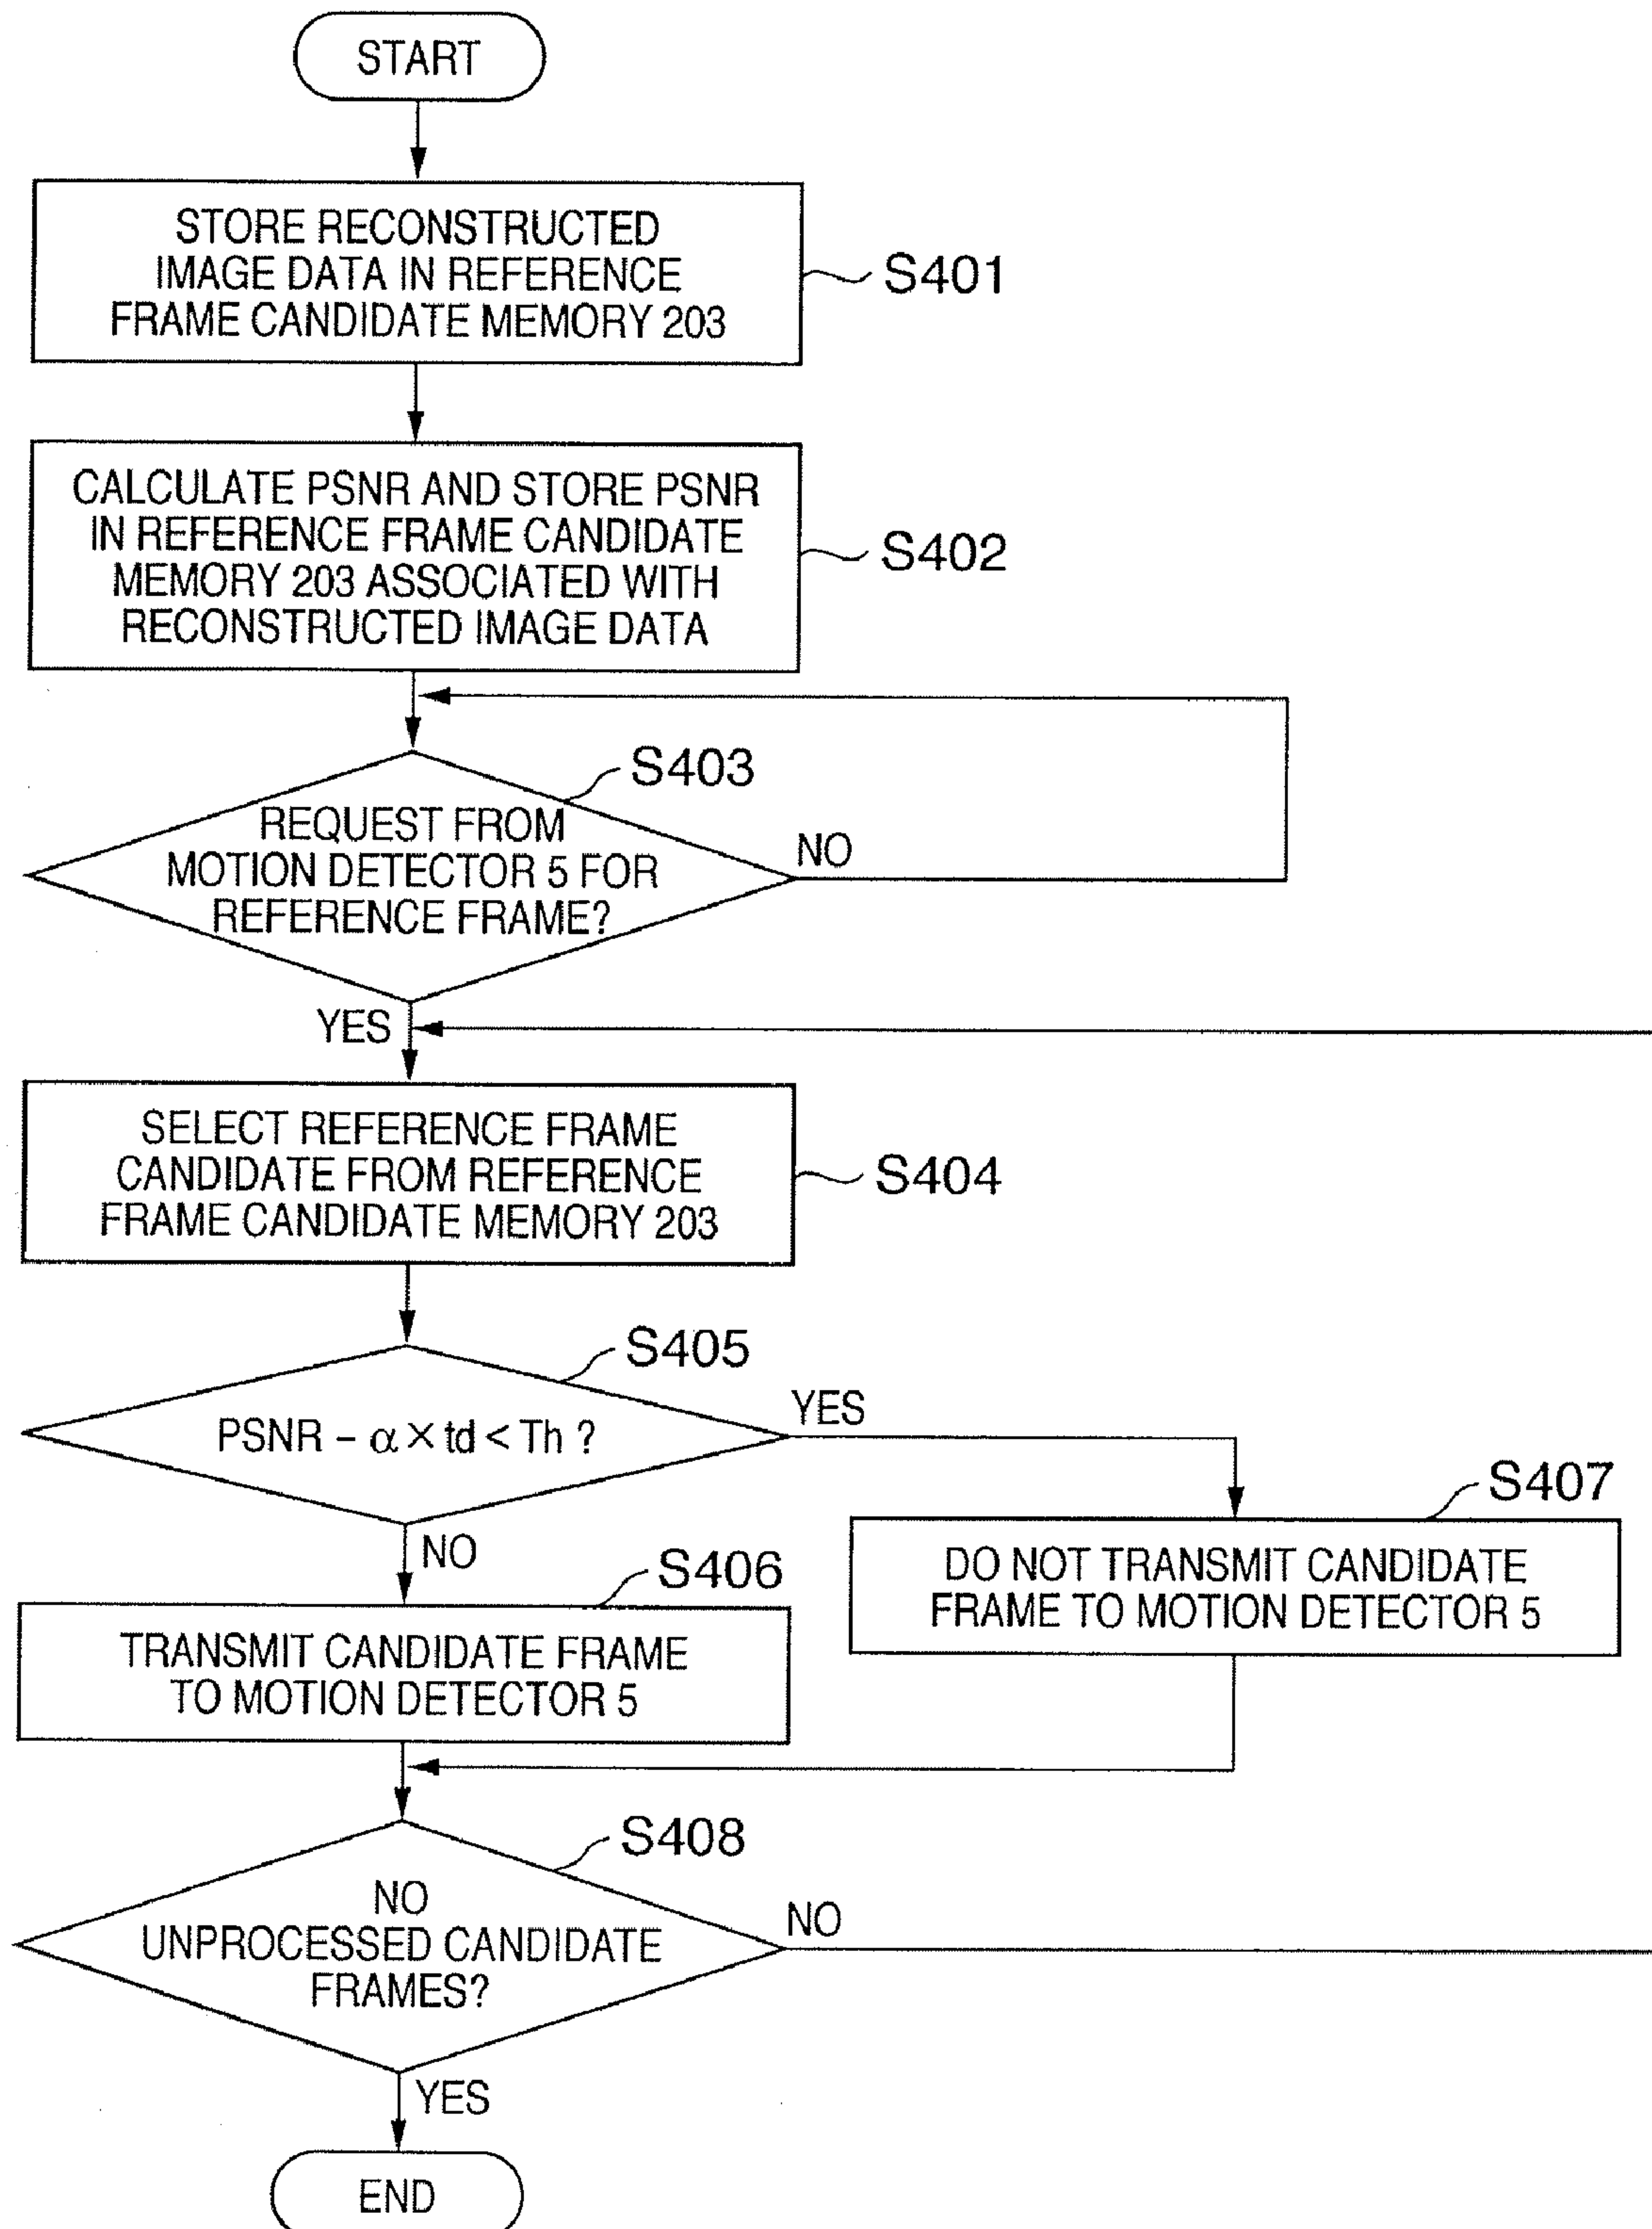 START
STORE RECONSTRUCTED
IMAGE DATA IN REFERENCE
FRAME CANDIDATE MEMORY 203
S401
CALCULATE PSNR AND STORE PSNR
IN REFERENCE FRAME CANDIDATE
MEMORY 203 ASSOCIATED WITH
RECONSTRUCTED IMAGE DATA
S402
S403
REQUEST FROM
MOTION DETECTOR 5 FOR
REFERENCE FRAME?
NO
YES
SELECT REFERENCE FRAME
CANDIDATE FROM REFERENCE
FRAME CANDIDATE MEMORY 203
S404
S405
PSNR – α × td < Th ?
YES
NO
S407
DO NOT TRANSMIT CANDIDATE
FRAME TO MOTION DETECTOR 5
S406
TRANSMIT CANDIDATE FRAME
TO MOTION DETECTOR 5
S408
NO
UNPROCESSED CANDIDATE
FRAMES?
NO
YES
END